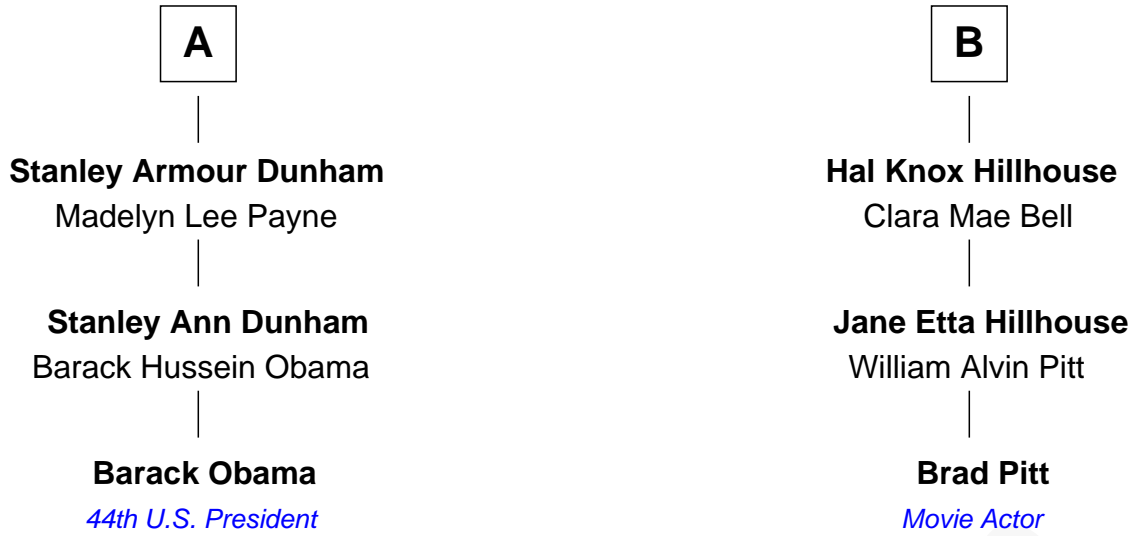 A
Stanley Armour Dunham
Madelyn Lee Payne
Stanley Ann Dunham
Barack Hussein Obama
Barack Obama
44th U.S. President
B
Hal Knox Hillhouse
Clara Mae Bell
Jane Etta Hillhouse
William Alvin Pitt
Brad Pitt
Movie Actor